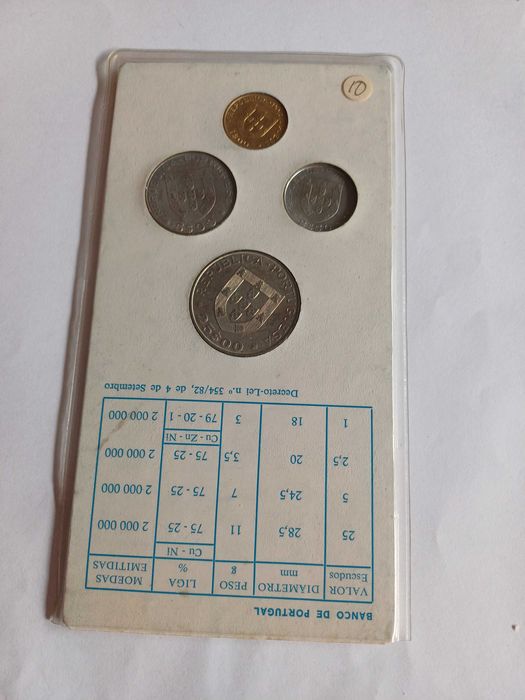 BANCO DE PORTUGAL
VALOR DIÂMETRO PESO LIGA MOEDAS
Escudos mm g % EMITIDAS
Cu - Ni
25 28,5 11 75 - 25 2 000 000
5 24,5 7 75 - 25 2 000 000
2,5 20 3,5 75 - 25 2 000 000
Cu - Zn - Ni
1 18 3 79 - 20 - 1 2 000 000
Decreto-Lei n.º 354/82, de 4 de Setembro
REPUBLICA · PORTUGUESA
10